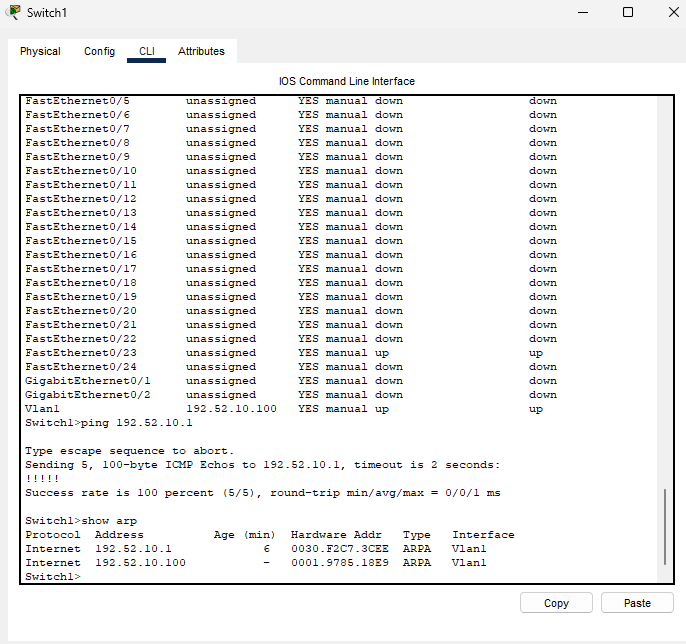 Switch1
Physical Config CLI Attributes
IOS Command Line Interface
FastEthernet0/5 unassigned YES manual down down
FastEthernet0/6 unassigned YES manual down down
FastEthernet0/7 unassigned YES manual down down
FastEthernet0/8 unassigned YES manual down down
FastEthernet0/9 unassigned YES manual down down
FastEthernet0/10 unassigned YES manual down down
FastEthernet0/11 unassigned YES manual down down
FastEthernet0/12 unassigned YES manual down down
FastEthernet0/13 unassigned YES manual down down
FastEthernet0/14 unassigned YES manual down down
FastEthernet0/15 unassigned YES manual down down
FastEthernet0/16 unassigned YES manual down down
FastEthernet0/17 unassigned YES manual down down
FastEthernet0/18 unassigned YES manual down down
FastEthernet0/19 unassigned YES manual down down
FastEthernet0/20 unassigned YES manual down down
FastEthernet0/21 unassigned YES manual down down
FastEthernet0/22 unassigned YES manual down down
FastEthernet0/23 unassigned YES manual up up
FastEthernet0/24 unassigned YES manual down down
GigabitEthernet0/1 unassigned YES manual down down
GigabitEthernet0/2 unassigned YES manual down down
Vlan1 192.52.10.100 YES manual up up
Switch1>ping 192.52.10.1
Type escape sequence to abort.
Sending 5, 100-byte ICMP Echos to 192.52.10.1, timeout is 2 seconds:
!!!!!
Success rate is 100 percent (5/5), round-trip min/avg/max = 0/0/1 ms
Switch1>show arp
Protocol Address Age (min) Hardware Addr Type Interface
Internet 192.52.10.1 6 0030.F2C7.3CEE ARPA Vlan1
Internet 192.52.10.100 - 0001.9785.18E9 ARPA Vlan1
Switch1>
Copy Paste